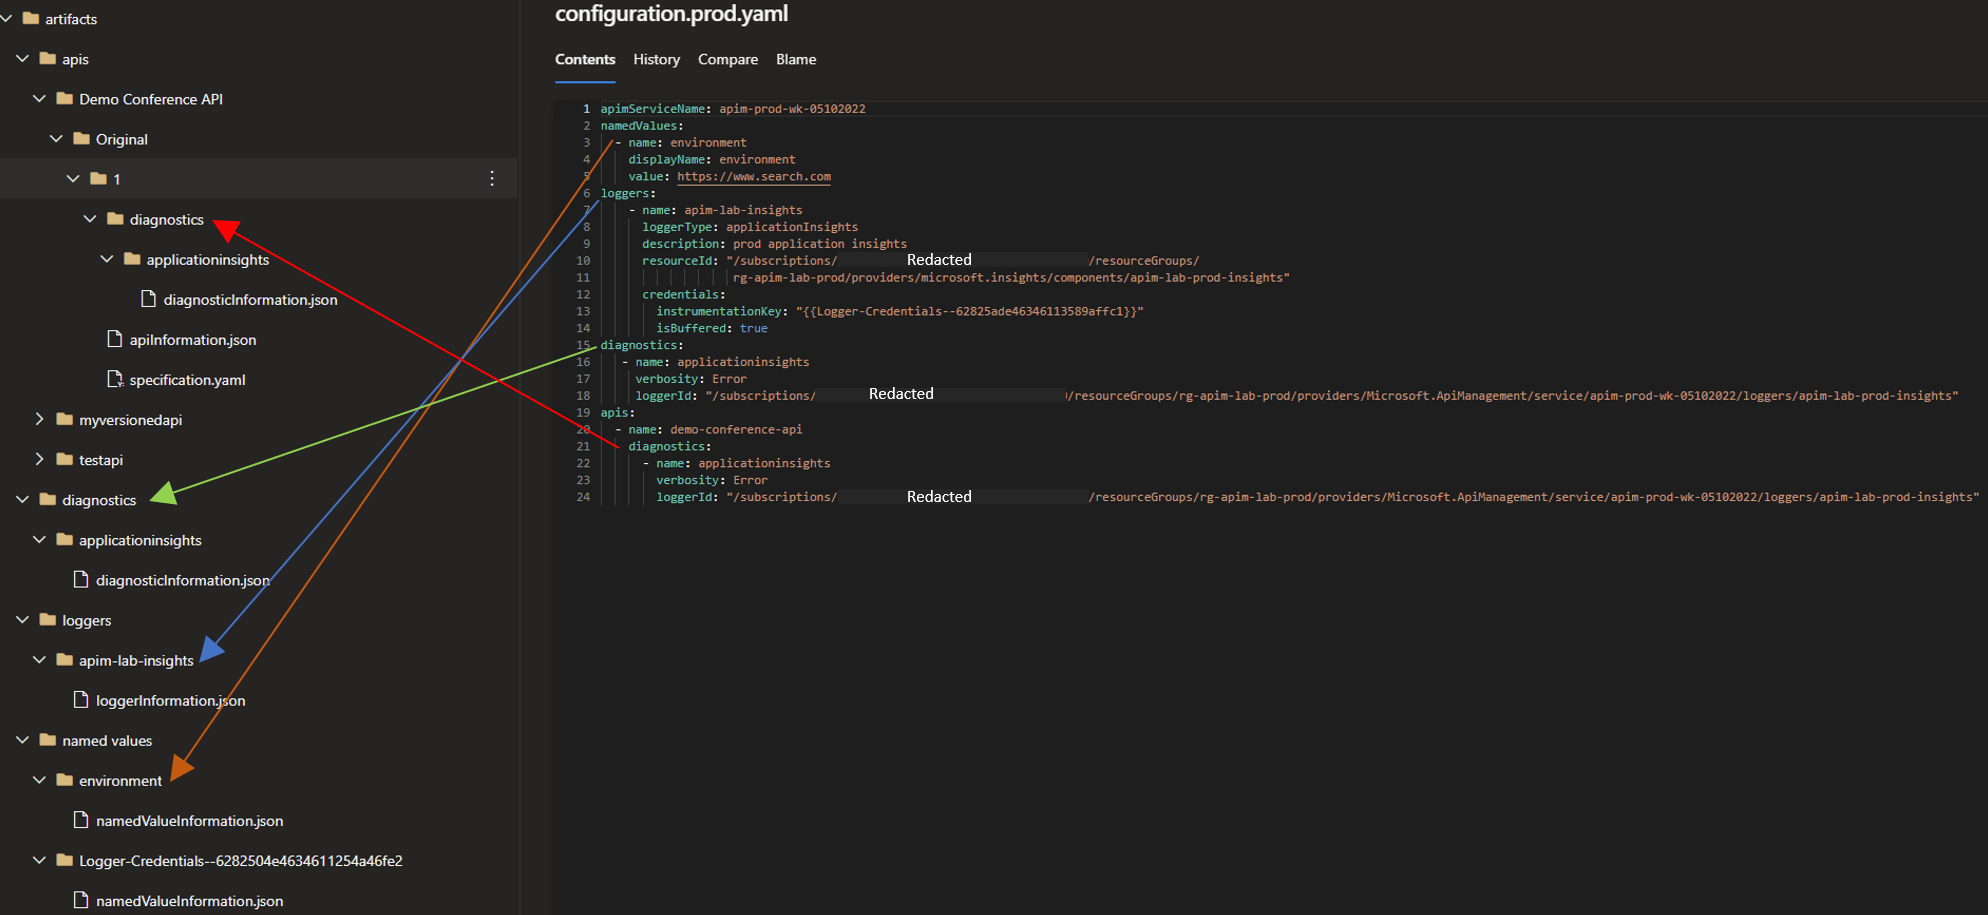 artifacts
apis
Demo Conference API
Original
1
diagnostics
applicationinsights
diagnosticInformation.json
apiInformation.json
specification.yaml
myversionedapi
testapi
diagnostics
applicationinsights
diagnosticInformation.json
loggers
apim-lab-insights
loggerInformation.json
named values
environment
namedValueInformation.json
Logger-Credentials--6282504e4634611254a46fe2
namedValueInformation.json
configuration.prod.yaml
Contents History Compare Blame
1 apimServiceName: apim-prod-wk-05102022
2 namedValues:
3 - name: environment
4 displayName: environment
5 value: https://www.search.com
6 loggers:
7 - name: apim-lab-insights
8 loggerType: applicationInsights
9 description: prod application insights
10 resourceId: "/subscriptions/ Redacted /resourceGroups/
11 rg-apim-lab-prod/providers/microsoft.insights/components/apim-lab-prod-insights"
12 credentials:
13 instrumentationKey: "{{Logger-Credentials--62825ade46346113589affc1}}"
14 isBuffered: true
15 diagnostics:
16 - name: applicationinsights
17 verbosity: Error
18 loggerId: "/subscriptions/ Redacted /resourceGroups/rg-apim-lab-prod/providers/Microsoft.ApiManagement/service/apim-prod-wk-05102022/loggers/apim-lab-prod-insights"
19 apis:
20 - name: demo-conference-api
21 diagnostics:
22 - name: applicationinsights
23 verbosity: Error
24 loggerId: "/subscriptions/ Redacted /resourceGroups/rg-apim-lab-prod/providers/Microsoft.ApiManagement/service/apim-prod-wk-05102022/loggers/apim-lab-prod-insights"